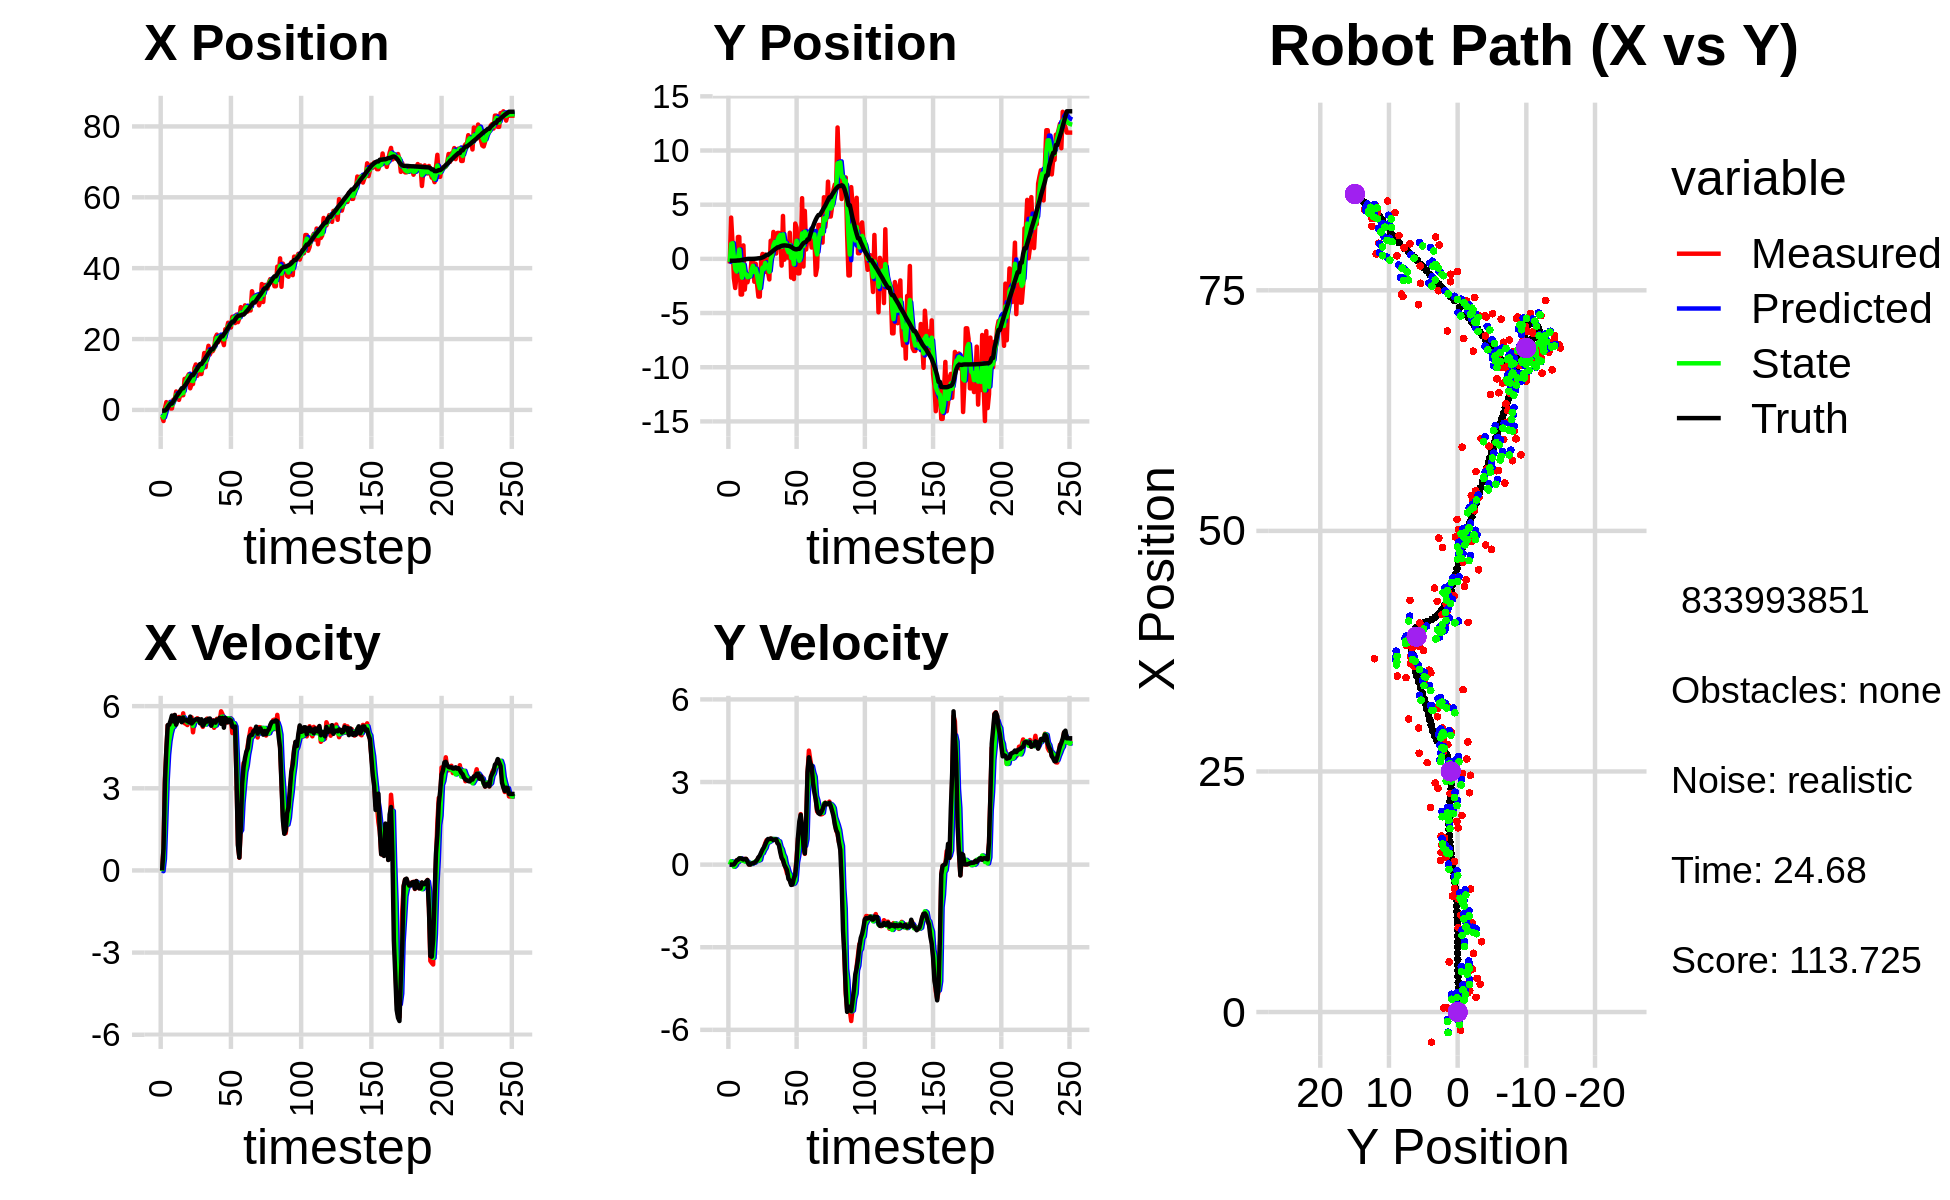 X Position
80
60
40
20
0
0
50
100
150
200
250
timestep
Y Position
15
10
5
0
-5
-10
-15
0
50
100
150
200
250
timestep
X Velocity
6
3
0
-3
-6
0
50
100
150
200
250
timestep
Y Velocity
6
3
0
-3
-6
0
50
100
150
200
250
timestep
Robot Path (X vs Y)
X Position
75
50
25
0
20 10 0 -10 -20
Y Position
variable
Measured
Predicted
State
Truth
833993851
Obstacles: none
Noise: realistic
Time: 24.68
Score: 113.725